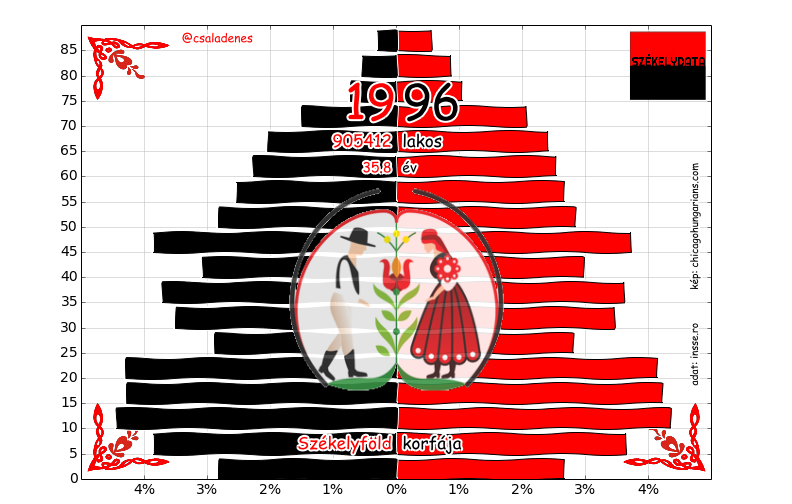 @csaladenes
SZÉKELYDATA
1996
905412 lakos
35.8 év
kép: chicagohungarians.com
adat: insse.ro
Székelyföld korfája
85
80
75
70
65
60
55
50
45
40
35
30
25
20
15
10
5
0
4% 3% 2% 1% 0% 1% 2% 3% 4%